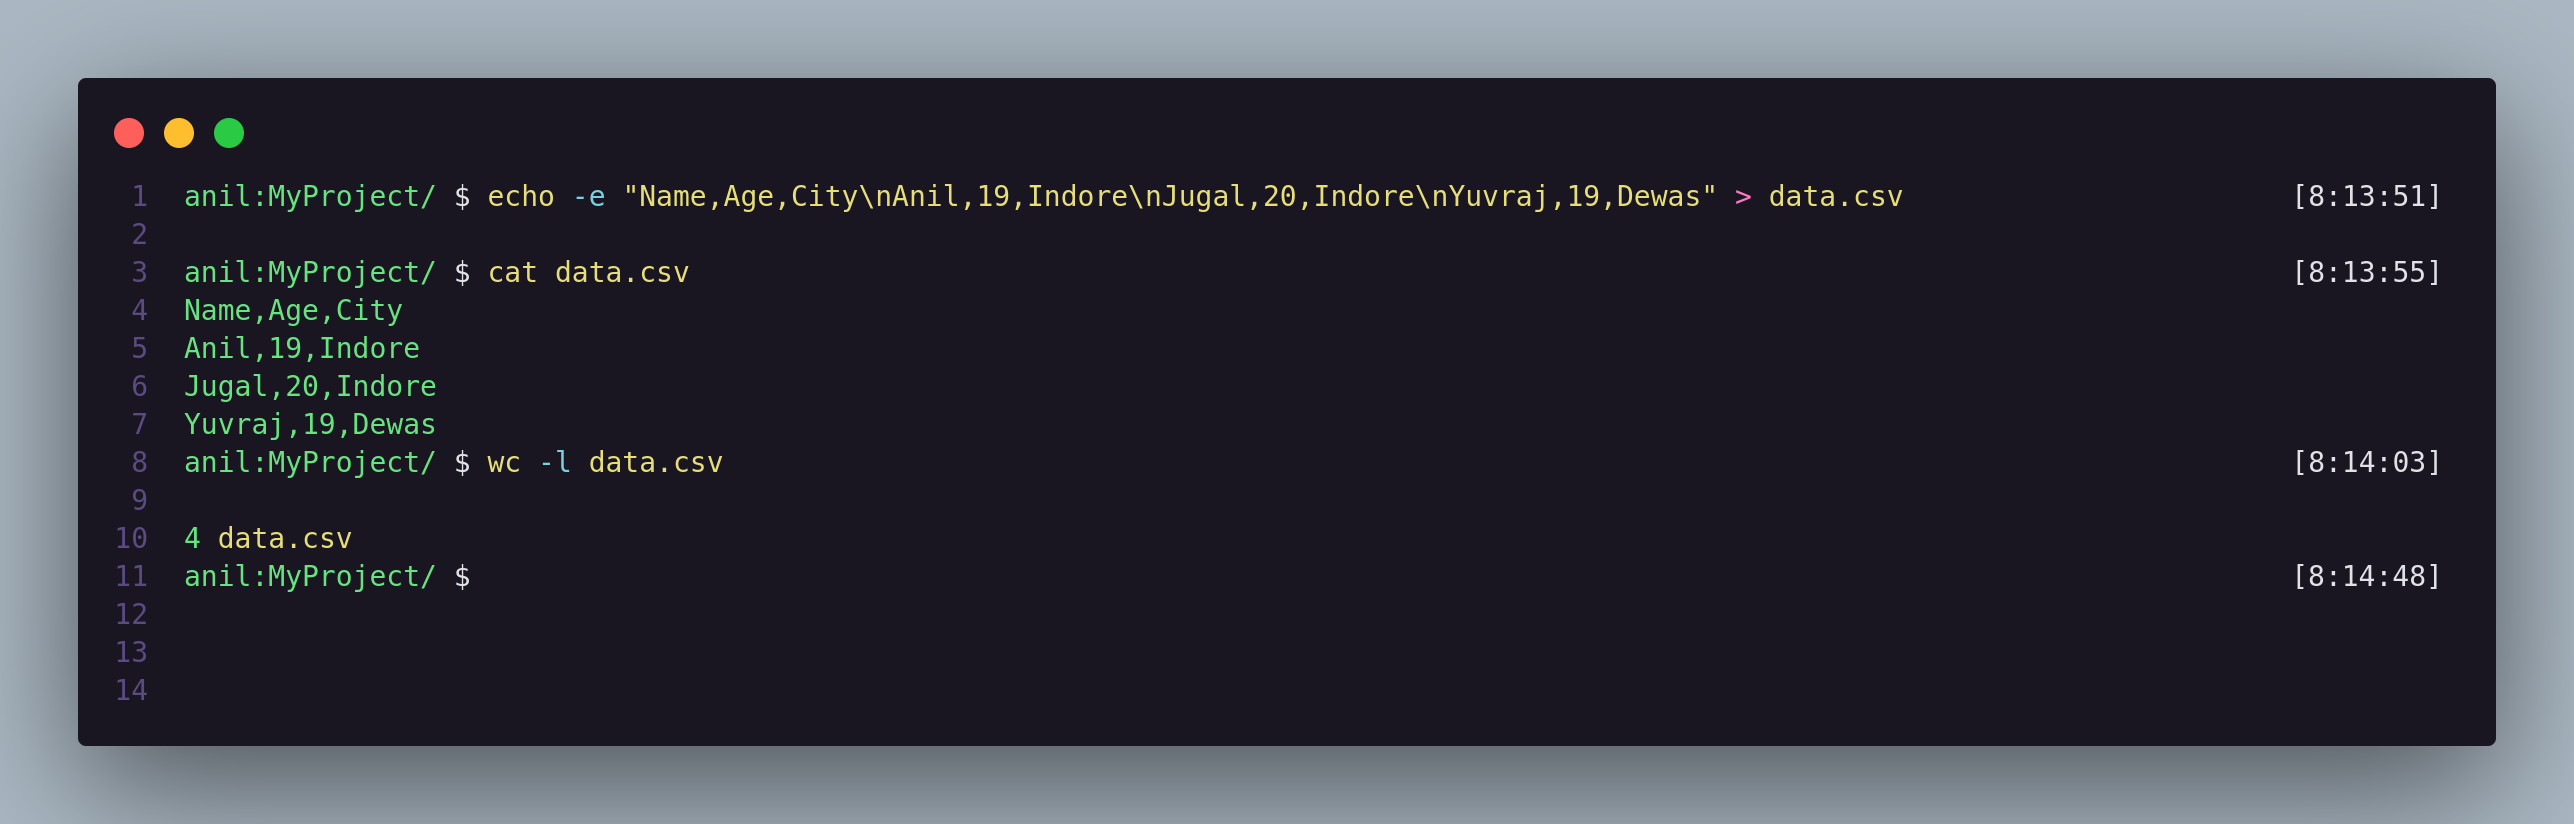 1 anil:MyProject/ $ echo -e "Name,Age,City\nAnil,19,Indore\nJugal,20,Indore\nYuvraj,19,Dewas" > data.csv [8:13:51]
2
3 anil:MyProject/ $ cat data.csv [8:13:55]
4 Name,Age,City
5 Anil,19,Indore
6 Jugal,20,Indore
7 Yuvraj,19,Dewas
8 anil:MyProject/ $ wc -l data.csv [8:14:03]
9
10 4 data.csv
11 anil:MyProject/ $ [8:14:48]
12
13
14